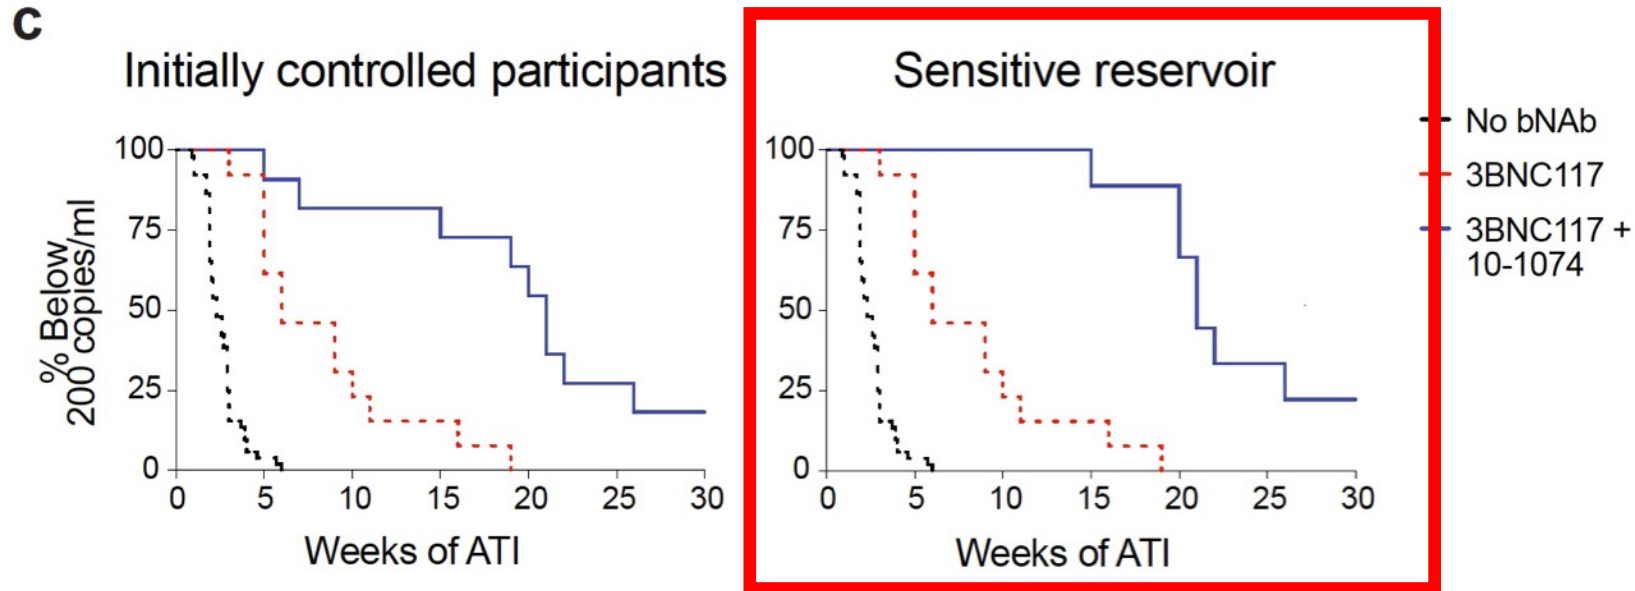 c
Initially controlled participants
% Below
200 copies/ml
100
75
50
25
0
0 5 10 15 20 25 30
Weeks of ATI
Sensitive reservoir
100
75
50
25
0
0 5 10 15 20 25 30
Weeks of ATI
No bNAb
3BNC117
3BNC117 +
10-1074